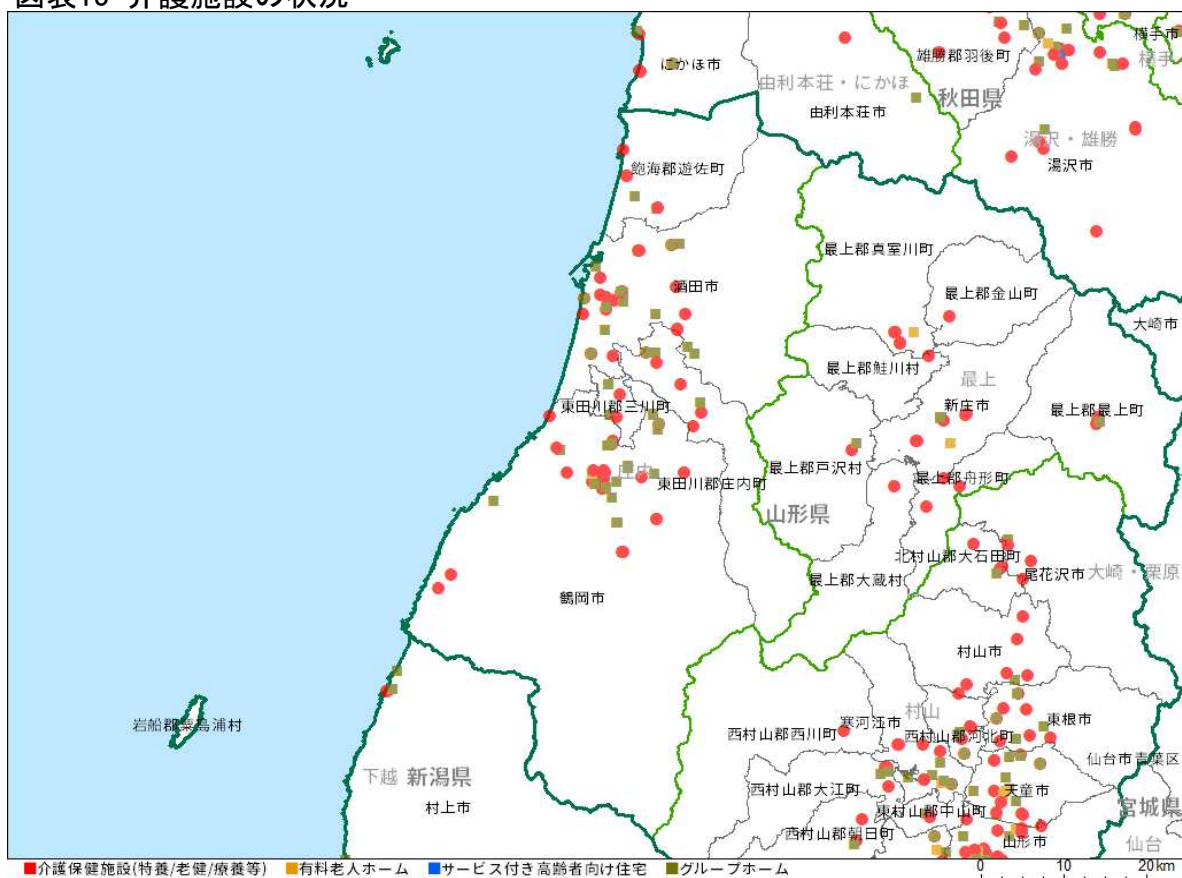 図表16 介護施設の状況
にかほ市
由利本荘・にかほ
由利本荘市
雄勝郡羽後町
秋田県
横手市
横手
湯沢・雄勝
湯沢市
飽海郡遊佐町
最上郡真室川町
最上郡金山町
大崎市
酒田市
最上郡鮭川村
最上
新庄市
最上郡最上町
東田川郡三川町
最上郡戸沢村
庄内
東田川郡庄内町
最上郡舟形町
山形県
北村山郡大石田町
尾花沢市
大崎・栗原
最上郡大蔵村
鶴岡市
村山市
岩船郡粟島浦村
西村山郡西川町
寒河江市
村山
西村山郡河北町
東根市
仙台市青葉区
下越
新潟県
村上市
西村山郡大江町
天童市
東村山郡中山町
宮城県
西村山郡朝日町
山形市
仙台
介護保健施設(特養/老健/療養等) 有料老人ホーム サービス付き高齢者向け住宅 グループホーム
0 10 20km